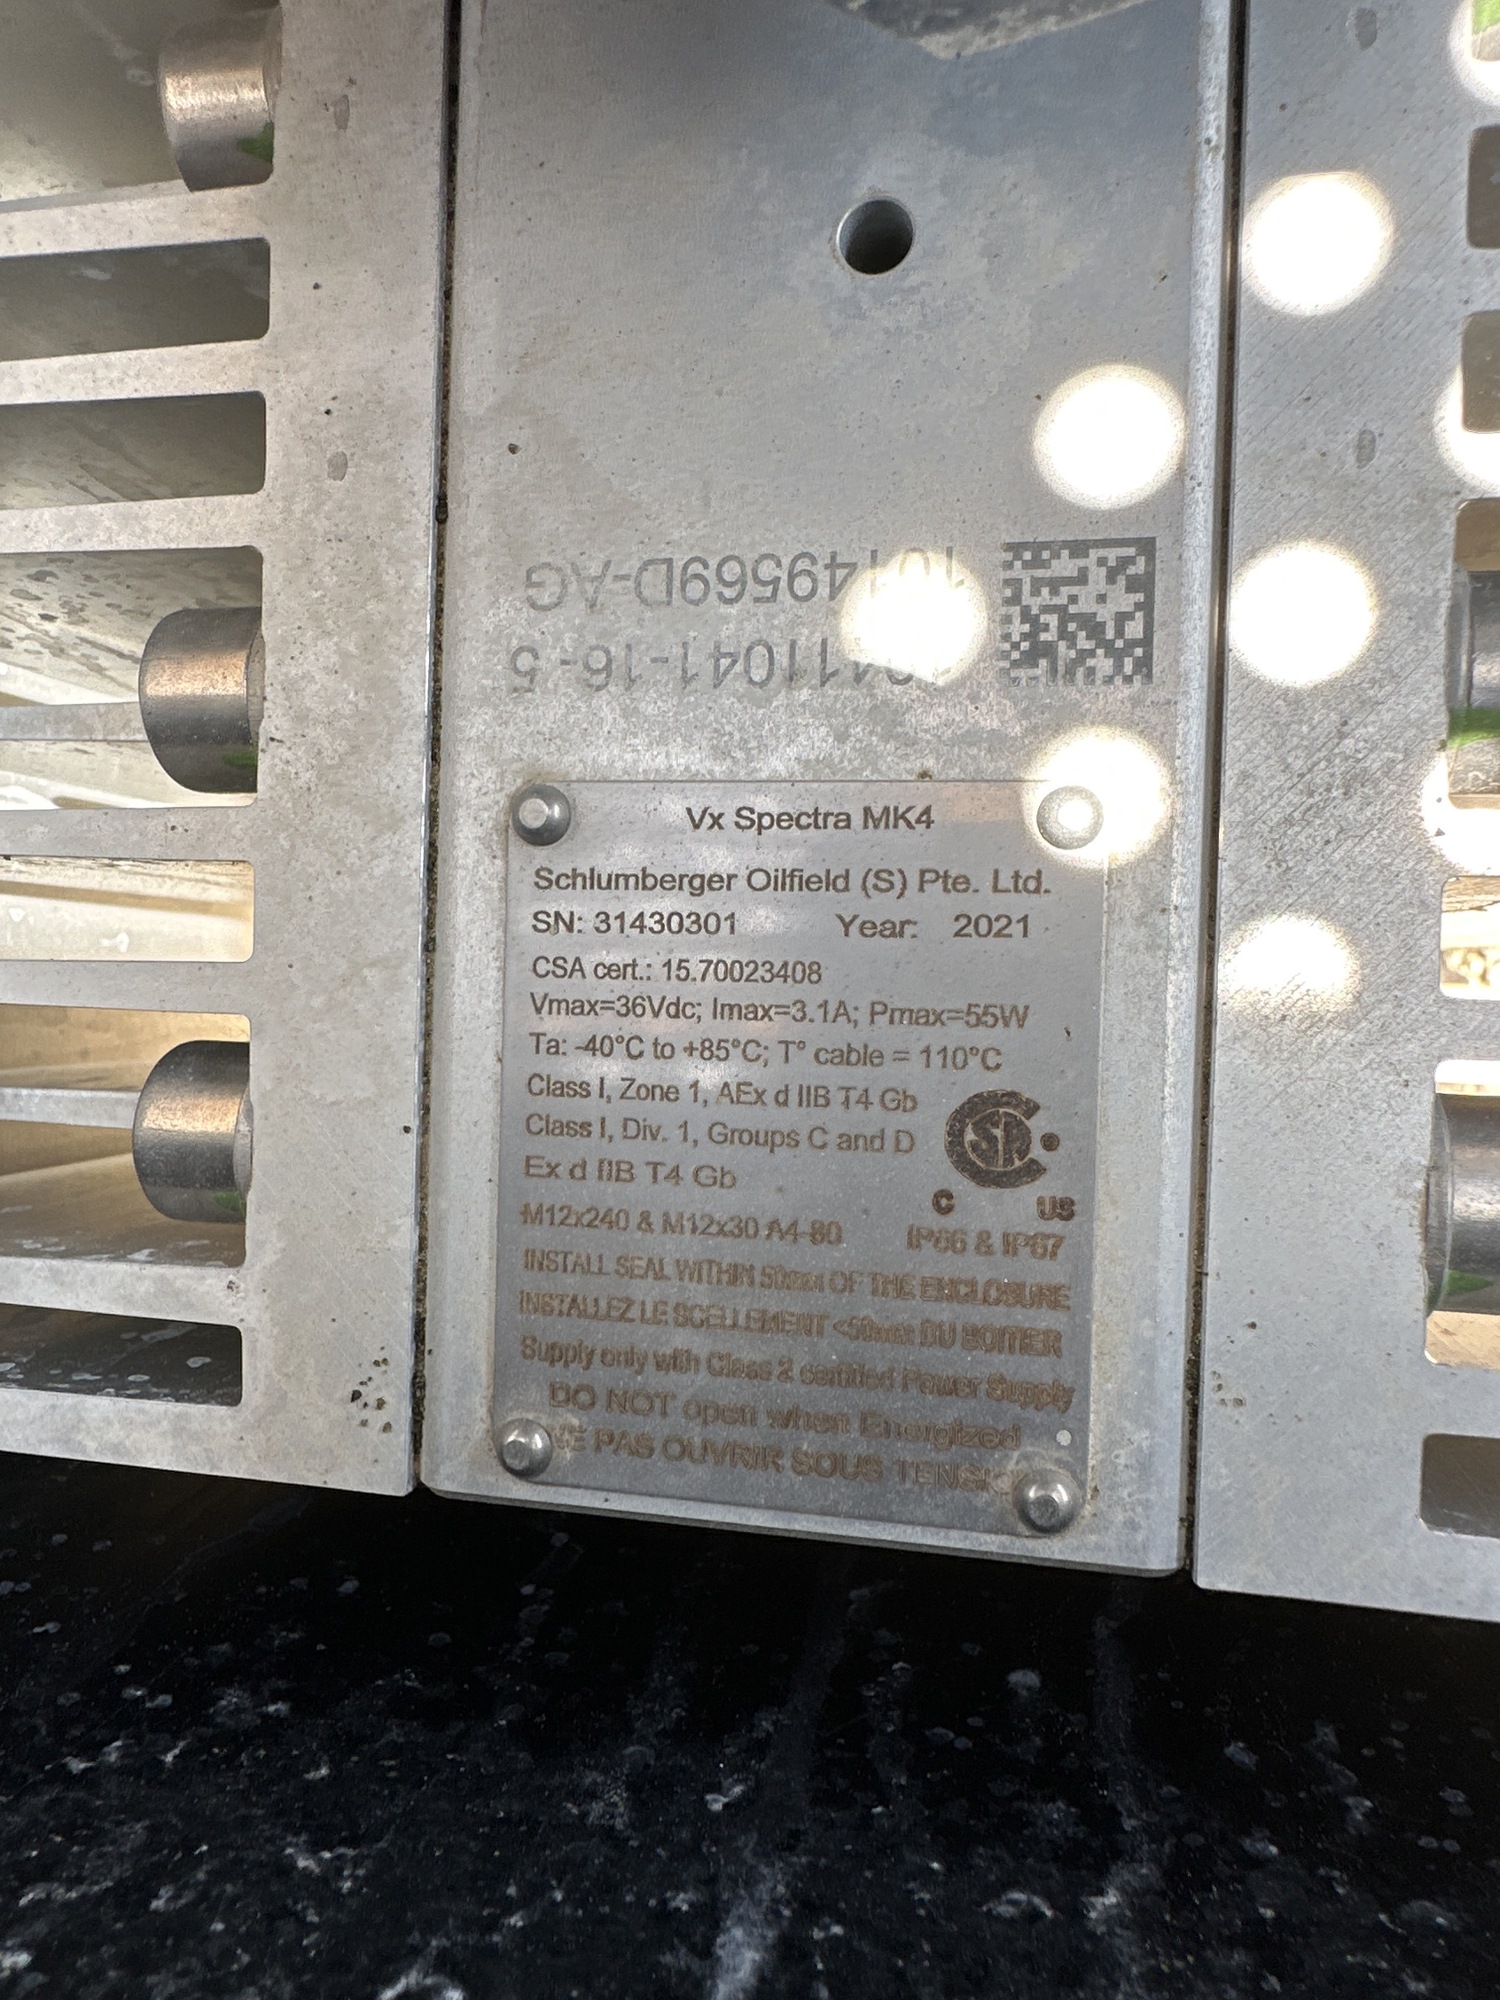 10149569D-AG
11041-16-5
Vx Spectra MK4
Schlumberger Oilfield (S) Pte. Ltd.
SN: 31430301 Year: 2021
CSA cert.: 15.70023408
Vmax=36Vdc; Imax=3.1A; Pmax=55W
Ta: -40°C to +85°C; T° cable = 110°C
Class I, Zone 1, AEx d IIB T4 Gb
Class I, Div. 1, Groups C and D
Ex d IIB T4 Gb
C US
M12x240 & M12x30 A4-80 IP66 & IP67
INSTALL SEAL WITHIN 50mm OF THE ENCLOSURE
INSTALLEZ LE SCELLEMENT <50mm DU BOITIER
Supply only with Class 2 certified Power Supply
DO NOT open when Energized
NE PAS OUVRIR SOUS TENSION